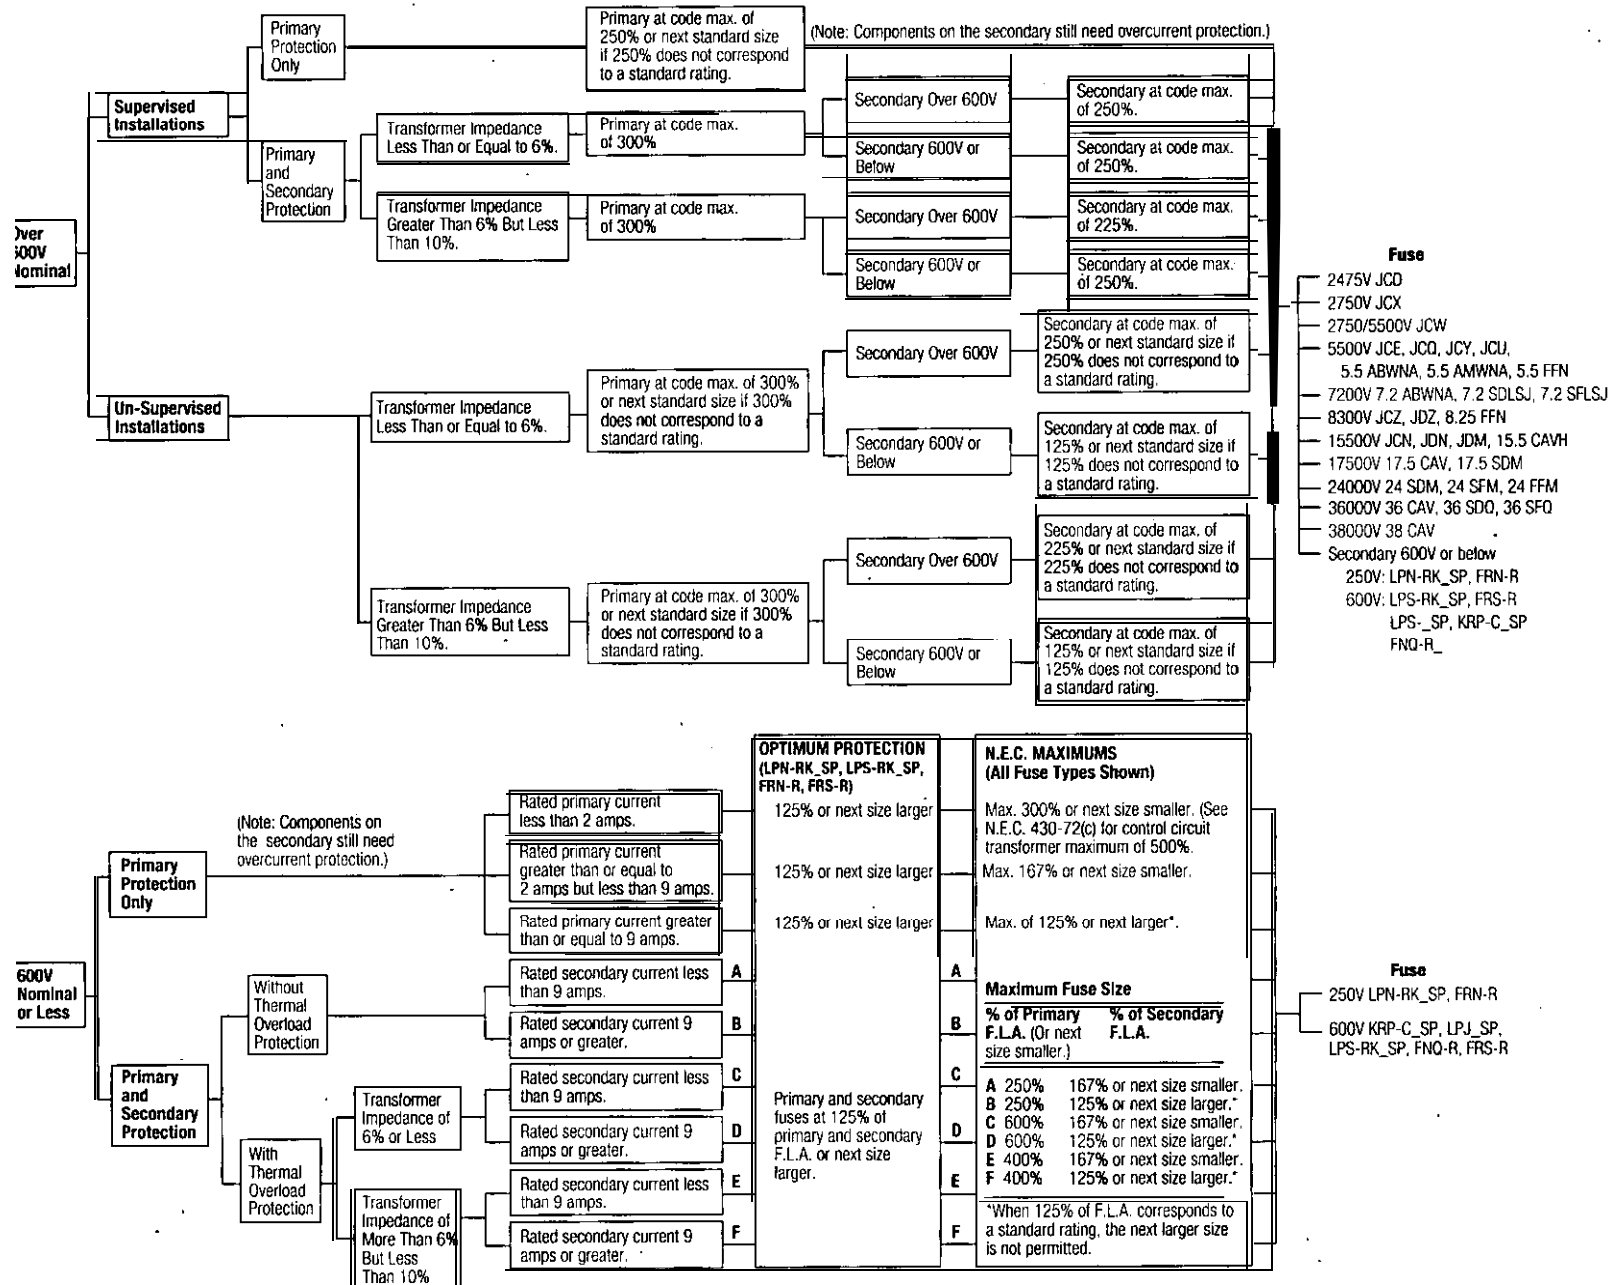 Primary
Protection
Only
Primary at code max. of
250% or next standard size
if 250% does not correspond
to a standard rating.
(Note: Components on the secondary still need overcurrent protection.)
Supervised
Installations
Primary
and
Secondary
Protection
Transformer Impedance
Less Than or Equal to 6%.
Primary at code max.
of 300%
Secondary Over 600V
Secondary at code max.
of 250%.
Secondary 600V or
Below
Secondary at code max.
of 250%.
Transformer Impedance
Greater Than 6% But Less
Than 10%.
Primary at code max.
of 300%
Secondary Over 600V
Secondary at code max.
of 225%.
Secondary 600V or
Below
Secondary at code max.
of 250%.
Over
600V
Nominal
Un-Supervised
Installations
Transformer Impedance
Less Than or Equal to 6%.
Primary at code max. of 300%
or next standard size if 300%
does not correspond to a
standard rating.
Secondary Over 600V
Secondary at code max. of
250% or next standard size if
250% does not correspond to
a standard rating.
Secondary 600V or
Below
Secondary at code max. of
125% or next standard size if
125% does not correspond to
a standard rating.
Transformer Impedance
Greater Than 6% But Less
Than 10%.
Primary at code max. of 300%
or next standard size if 300%
does not correspond to a
standard rating.
Secondary Over 600V
Secondary at code max. of
225% or next standard size if
225% does not correspond to
a standard rating.
Secondary 600V or
Below
Secondary at code max. of
125% or next standard size if
125% does not correspond to
a standard rating.
Fuse
2475V JCD
2750V JCX
2750/5500V JCW
5500V JCE, JCQ, JCY, JCU,
5.5 ABWNA, 5.5 AMWNA, 5.5 FFN
7200V 7.2 ABWNA, 7.2 SDLSJ, 7.2 SFLSJ
8300V JCZ, JDZ, 8.25 FFN
15500V JCN, JDN, JDM, 15.5 CAVH
17500V 17.5 CAV, 17.5 SDM
24000V 24 SDM, 24 SFM, 24 FFM
36000V 36 CAV, 36 SDQ, 36 SFQ
38000V 38 CAV
Secondary 600V or below
250V: LPN-RK_SP, FRN-R
600V: LPS-RK_SP, FRS-R
LPS-_SP, KRP-C_SP
FNQ-R_
OPTIMUM PROTECTION
(LPN-RK_SP, LPS-RK_SP,
FRN-R, FRS-R)
N.E.C. MAXIMUMS
(All Fuse Types Shown)
(Note: Components on
the secondary still need
overcurrent protection.)
Primary
Protection
Only
Rated primary current
less than 2 amps.
125% or next size larger
Max. 300% or next size smaller. (See
N.E.C. 430-72(c) for control circuit
transformer maximum of 500%.
Rated primary current
greater than or equal to
2 amps but less than 9 amps.
125% or next size larger
Max. 167% or next size smaller.
Rated primary current greater
than or equal to 9 amps.
125% or next size larger
Max. of 125% or next larger*.
600V
Nominal
or Less
Primary
and
Secondary
Protection
Without
Thermal
Overload
Protection
Rated secondary current less
than 9 amps.
A
A
Rated secondary current 9
amps or greater.
B
B
With
Thermal
Overload
Protection
Transformer
Impedance of
6% or Less
Rated secondary current less
than 9 amps.
C
C
Rated secondary current 9
amps or greater.
D
D
Transformer
Impedance of
More Than 6%
But Less
Than 10%
Rated secondary current less
than 9 amps.
E
E
Rated secondary current 9
amps or greater.
F
F
Primary and secondary
fuses at 125% of
primary and secondary
F.L.A. or next size
larger.
Maximum Fuse Size
% of Primary % of Secondary
F.L.A. (Or next F.L.A.
size smaller.)
A 250% 167% or next size smaller.
B 250% 125% or next size larger.*
C 600% 167% or next size smaller.
D 600% 125% or next size larger.*
E 400% 167% or next size smaller.
F 400% 125% or next size larger.*
*When 125% of F.L.A. corresponds to
a standard rating, the next larger size
is not permitted.
Fuse
250V LPN-RK_SP, FRN-R
600V KRP-C_SP, LPJ_SP,
LPS-RK_SP, FNQ-R, FRS-R